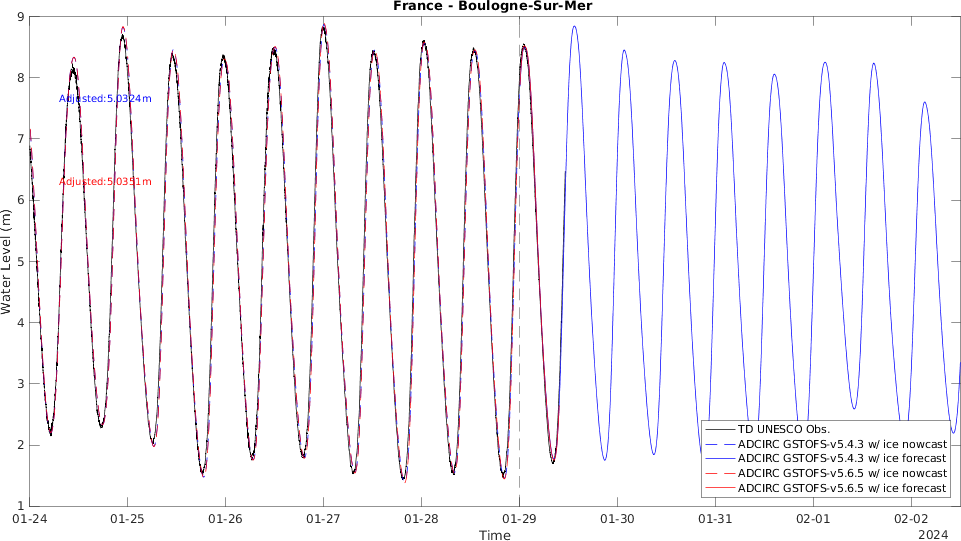 France - Boulogne-Sur-Mer
9
8
7
6
5
4
3
2
1
Water Level (m)
Adjusted:5.0324m
Adjusted:5.0351m
TD UNESCO Obs.
ADCIRC GSTOFS-v5.4.3 w/ ice nowcast
ADCIRC GSTOFS-v5.4.3 w/ ice forecast
ADCIRC GSTOFS-v5.6.5 w/ ice nowcast
ADCIRC GSTOFS-v5.6.5 w/ ice forecast
01-24 01-25 01-26 01-27 01-28 01-29 01-30 01-31 02-01 02-02
Time
2024